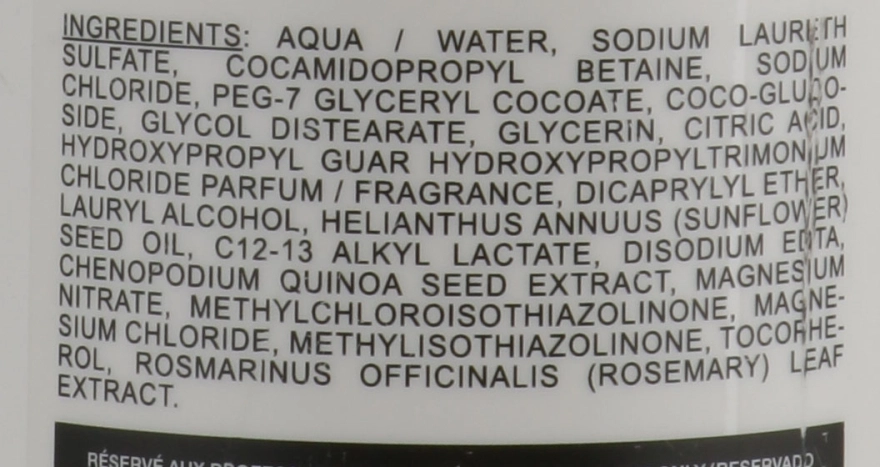 INGREDIENTS: AQUA / WATER, SODIUM LAURETH
SULFATE, COCAMIDOPROPYL BETAINE, SODIUM
CHLORIDE, PEG-7 GLYCERYL COCOATE, COCO-GLUCO-
SIDE, GLYCOL DISTEARATE, GLYCERIN, CITRIC ACID,
HYDROXYPROPYL GUAR HYDROXYPROPYLTRIMONIUM
CHLORIDE PARFUM / FRAGRANCE, DICAPRYLYL ETHER,
LAURYL ALCOHOL, HELIANTHUS ANNUUS (SUNFLOWER)
SEED OIL, C12-13 ALKYL LACTATE, DISODIUM EDTA,
CHENOPODIUM QUINOA SEED EXTRACT, MAGNESIUM
NITRATE, METHYLCHLOROISOTHIAZOLINONE, MAGNE-
SIUM CHLORIDE, METHYLISOTHIAZOLINONE, TOCOPHE-
ROL, ROSMARINUS OFFICINALIS (ROSEMARY) LEAF
EXTRACT.
RÉSERVÉ AUX